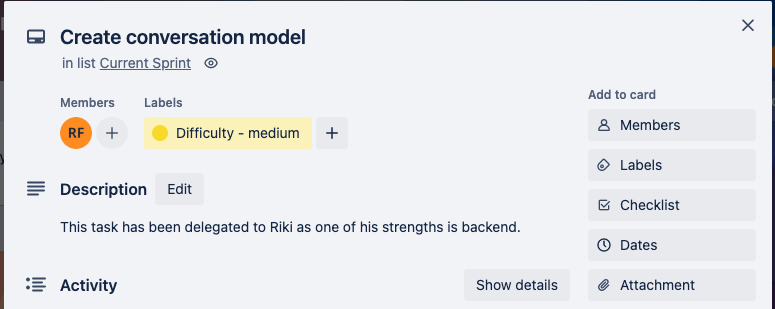 Create conversation model
in list Current Sprint
Members
Labels
RF
Difficulty - medium
Description
Edit
This task has been delegated to Riki as one of his strengths is backend.
Activity
Show details
Add to card
Members
Labels
Checklist
Dates
Attachment